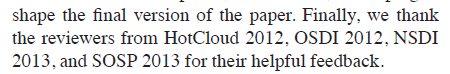 shape the final version of the paper. Finally, we thank
the reviewers from HotCloud 2012, OSDI 2012, NSDI
2013, and SOSP 2013 for their helpful feedback.